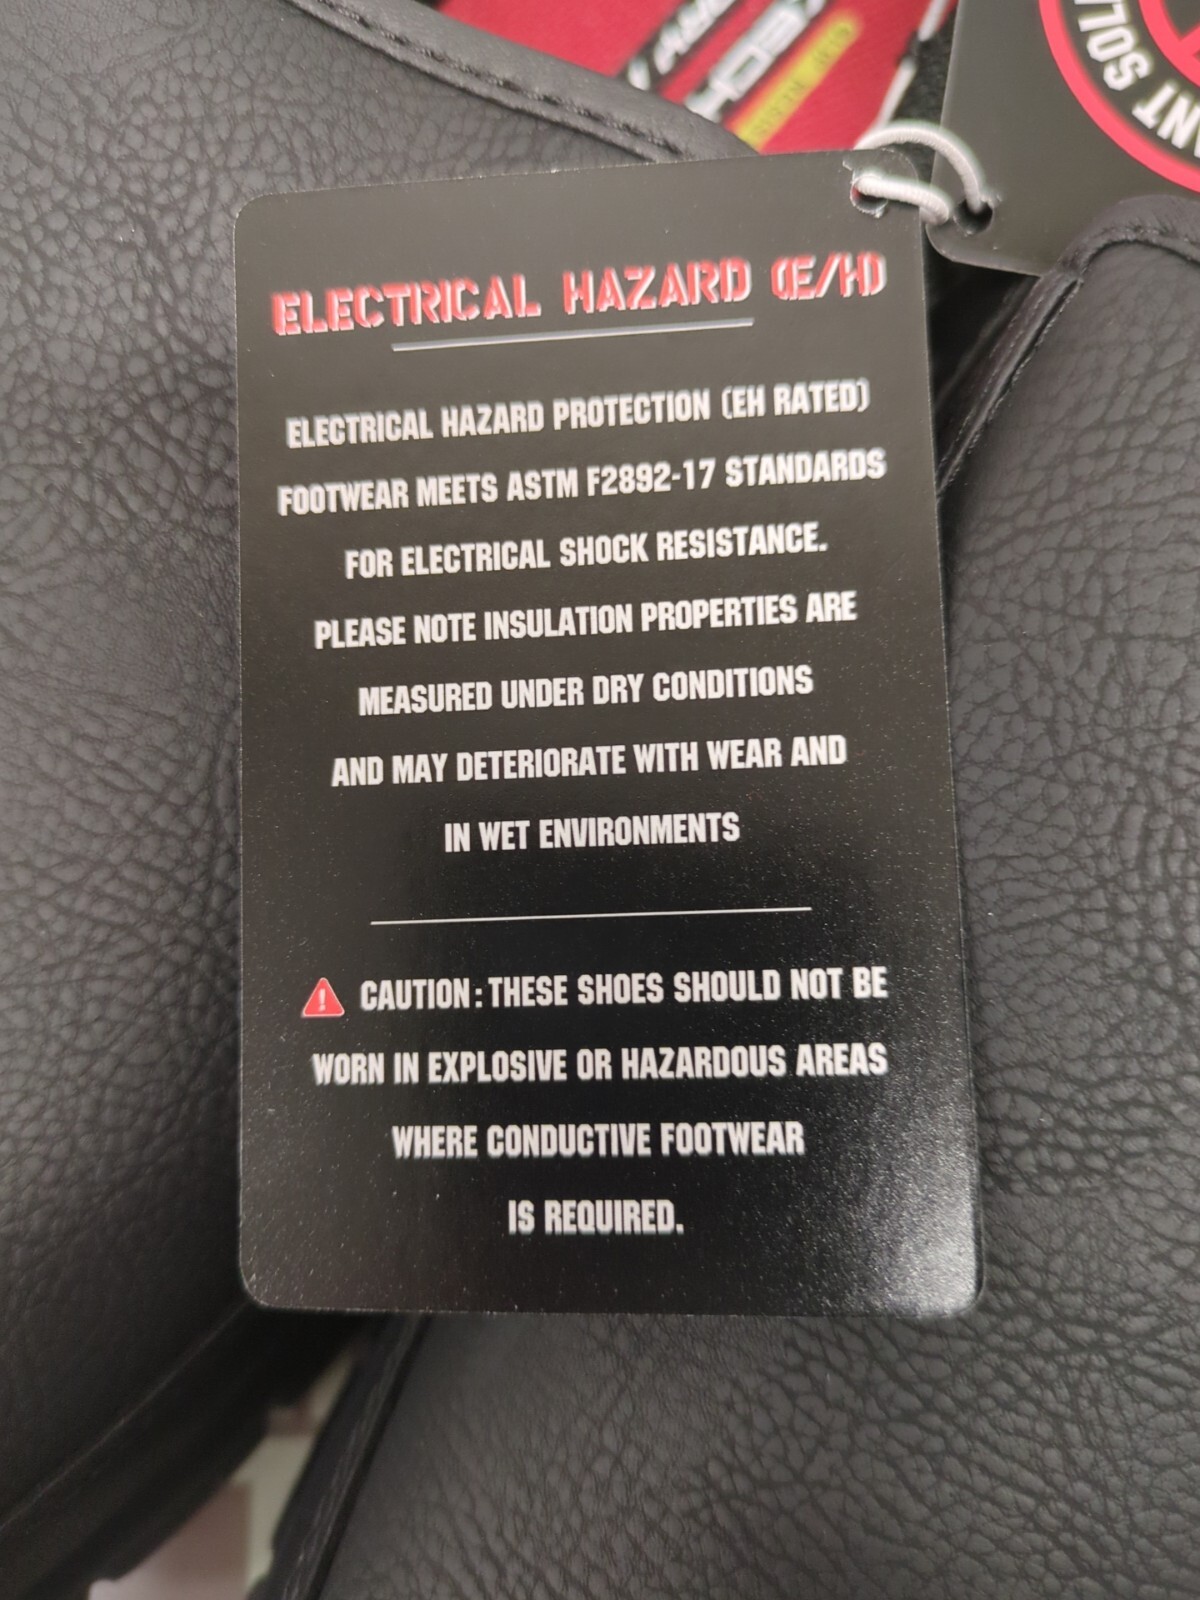 ELECTRICAL HAZARD (E/H)
ELECTRICAL HAZARD PROTECTION (EH RATED)
FOOTWEAR MEETS ASTM F2892-17 STANDARDS
FOR ELECTRICAL SHOCK RESISTANCE.
PLEASE NOTE INSULATION PROPERTIES ARE
MEASURED UNDER DRY CONDITIONS
AND MAY DETERIORATE WITH WEAR AND
IN WET ENVIRONMENTS
CAUTION: THESE SHOES SHOULD NOT BE
WORN IN EXPLOSIVE OR HAZARDOUS AREAS
WHERE CONDUCTIVE FOOTWEAR
IS REQUIRED.